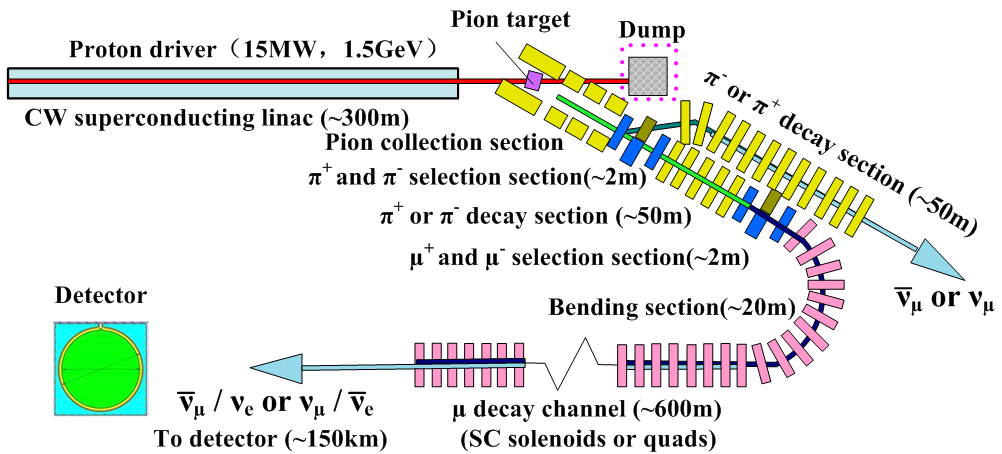 Pion target
Dump
Proton driver（15MW，1.5GeV）
CW superconducting linac (~300m)
π⁻ or π⁺ decay section (~50m)
Pion collection section
π⁺ and π⁻ selection section(~2m)
π⁺ or π⁻ decay section (~50m)
μ⁺ and μ⁻ selection section(~2m)
ν̅μ or νμ
Detector
Bending section(~20m)
ν̅μ / νe or νμ / ν̅e
μ decay channel (~600m)
To detector (~150km)
(SC solenoids or quads)